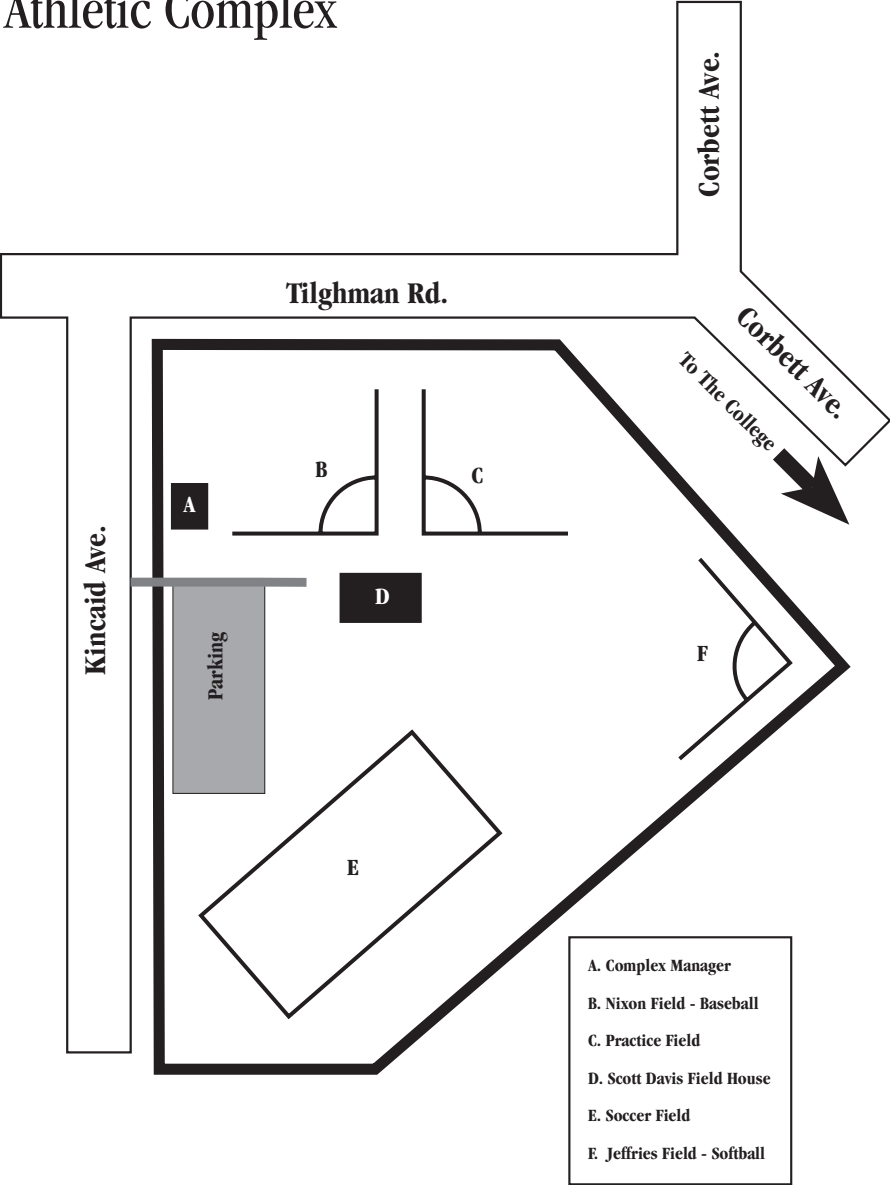 Athletic Complex
Corbett Ave.
Tilghman Rd.
Corbett Ave.
To The College
B
C
A
Kincaid Ave.
D
Parking
F
E
A. Complex Manager
B. Nixon Field - Baseball
C. Practice Field
D. Scott Davis Field House
E. Soccer Field
F. Jeffries Field - Softball